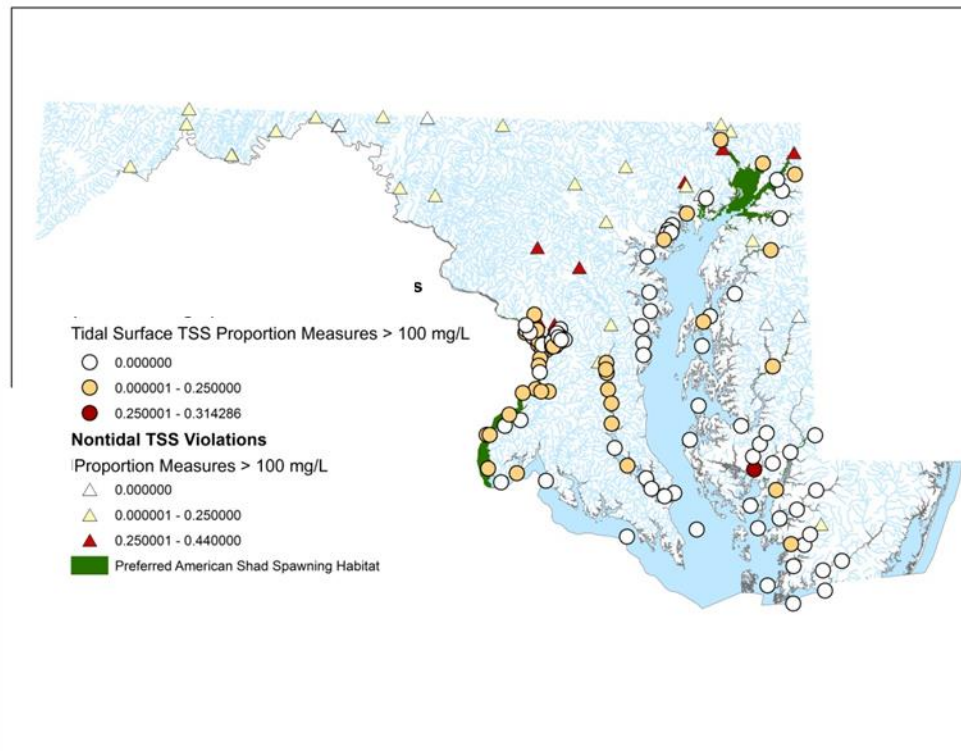 s
Tidal Surface TSS Proportion Measures > 100 mg/L
0.000000
0.000001 - 0.250000
0.250001 - 0.314286
Nontidal TSS Violations
Proportion Measures > 100 mg/L
0.000000
0.000001 - 0.250000
0.250001 - 0.440000
Preferred American Shad Spawning Habitat